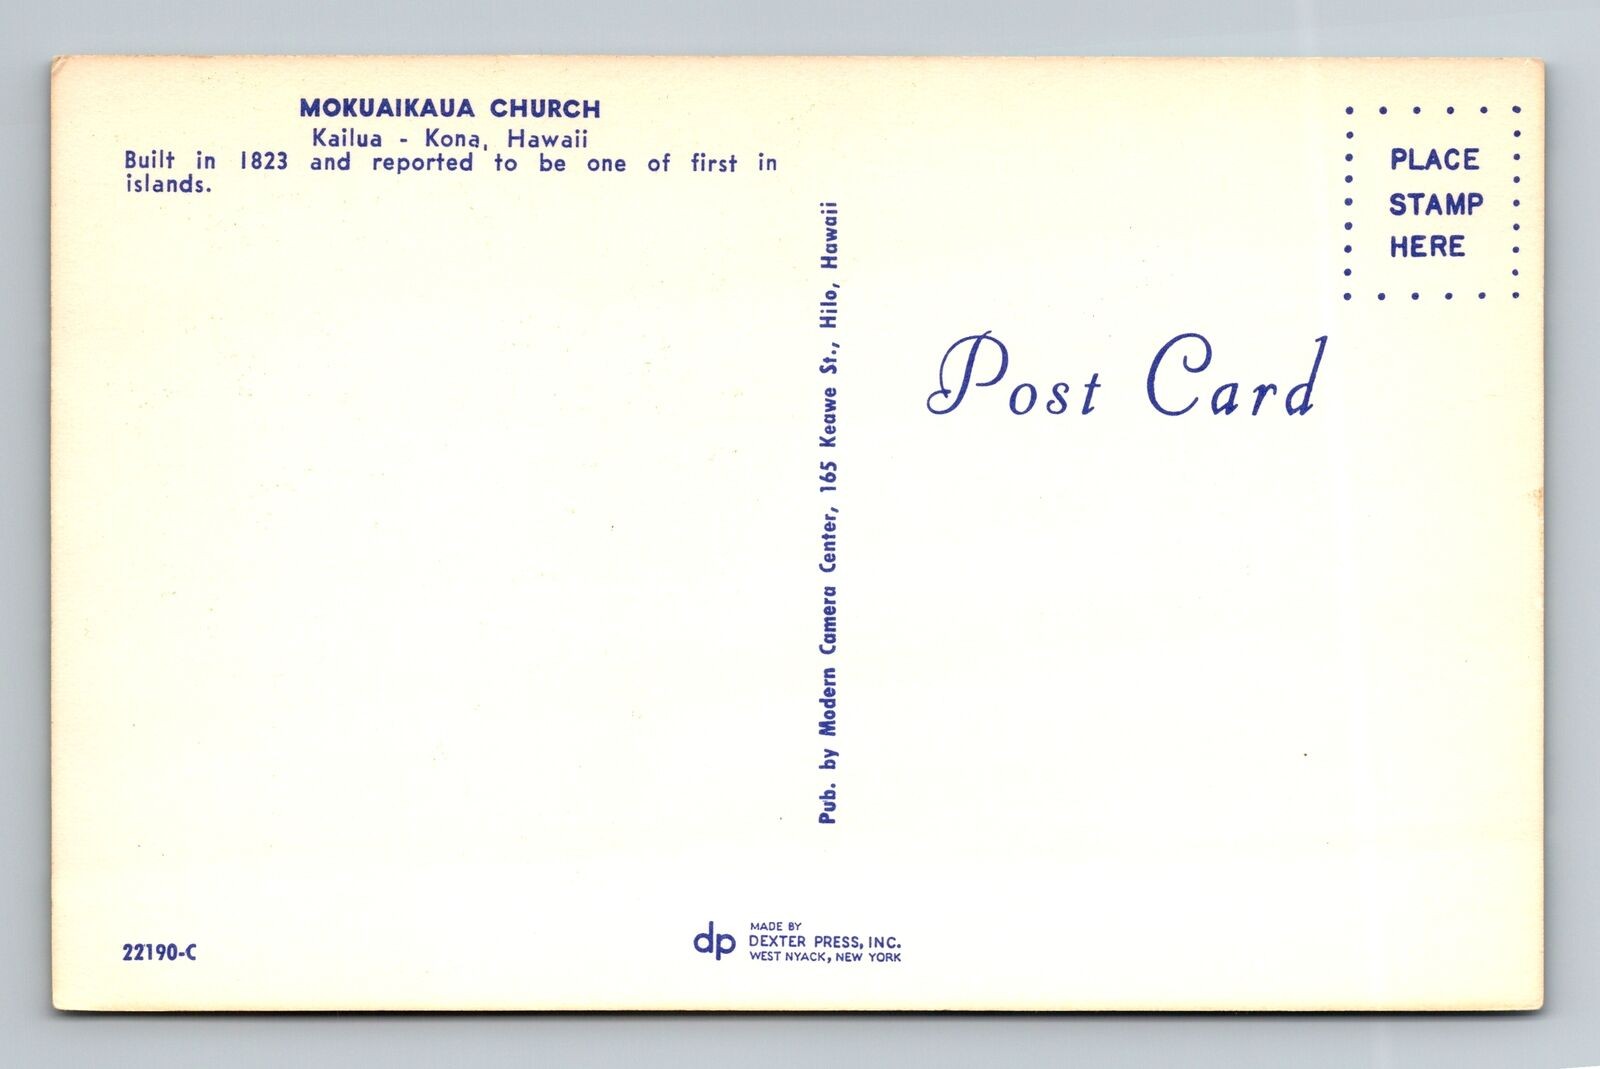 MOKUAIKAUA CHURCH
Kailua - Kona, Hawaii
Built in 1823 and reported to be one of first in
islands.
PLACE
STAMP
HERE
Pub. by Modern Camera Center, 165 Keawe St., Hilo, Hawaii
Post Card
22190-C
dp
MADE BY
DEXTER PRESS, INC.
WEST NYACK, NEW YORK